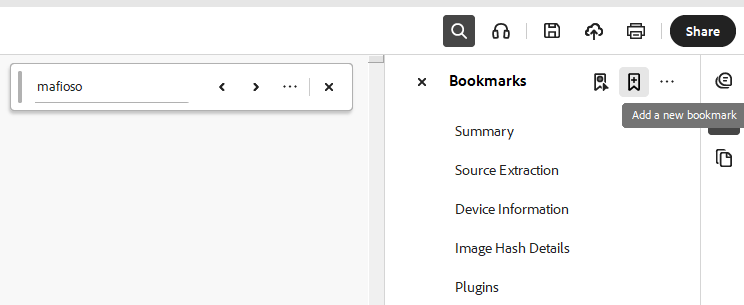 Share
mafioso
Bookmarks
Add a new bookmark
Summary
Source Extraction
Device Information
Image Hash Details
Plugins